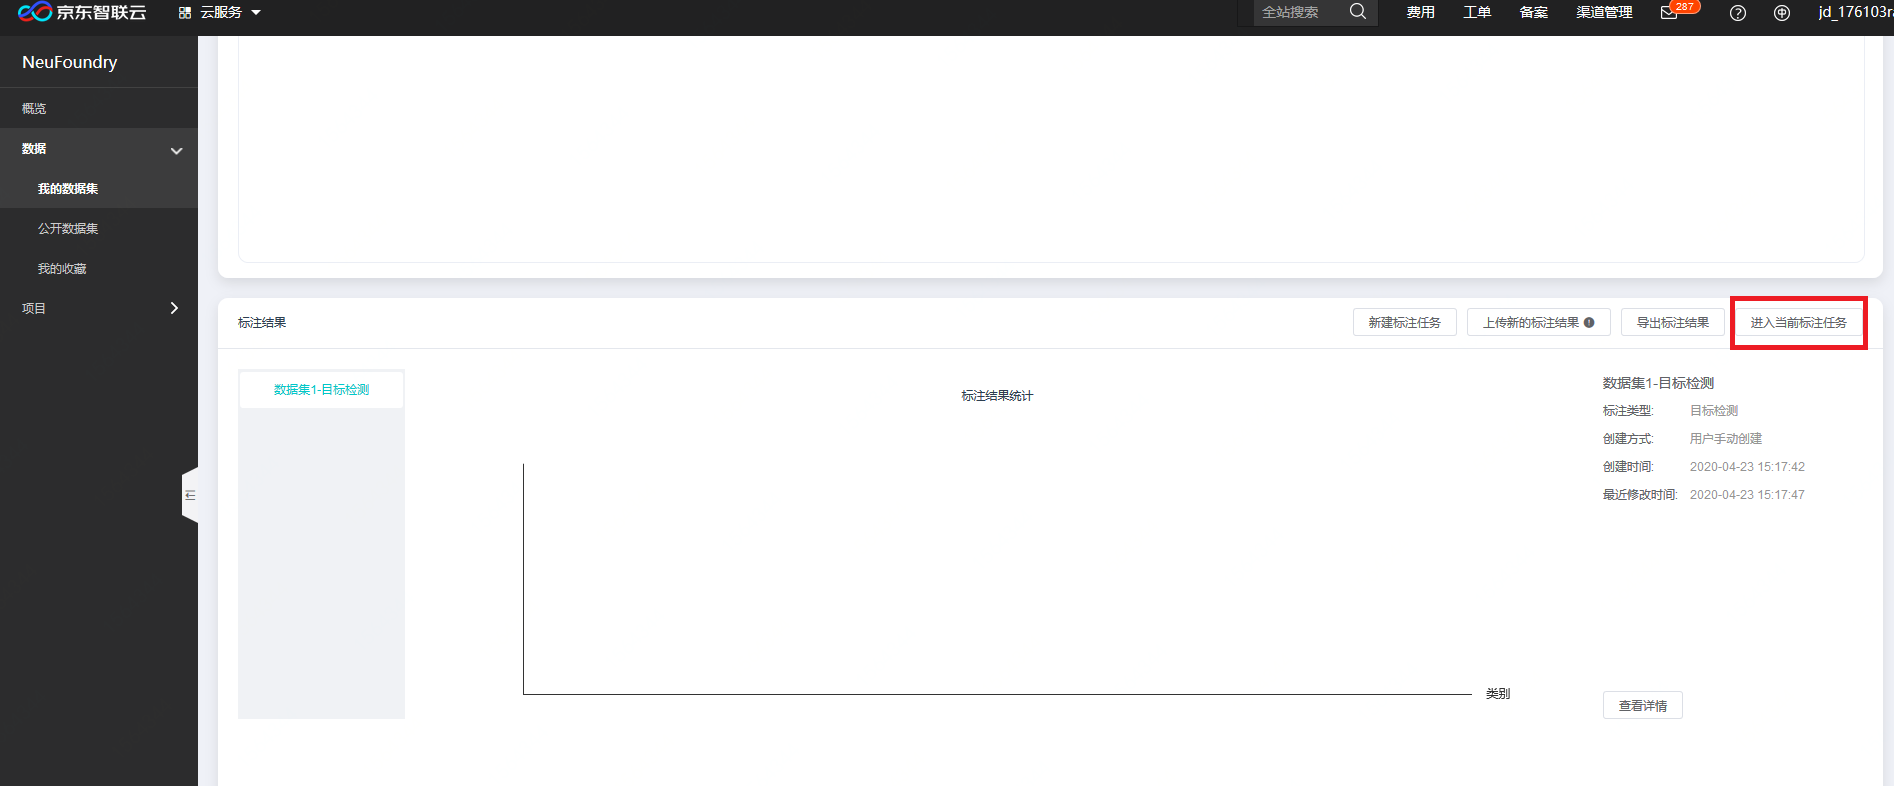 京东智联云
云服务
全站搜索
费用
工单
备案
渠道管理
287
jd_176103r
NeuFoundry
概览
数据
我的数据集
公开数据集
我的收藏
项目
标注结果
新建标注任务
上传新的标注结果
导出标注结果
进入当前标注任务
数据集1-目标检测
标注结果统计
类别
数据集1-目标检测
标注类型: 目标检测
创建方式: 用户手动创建
创建时间: 2020-04-23 15:17:42
最近修改时间: 2020-04-23 15:17:47
查看详情